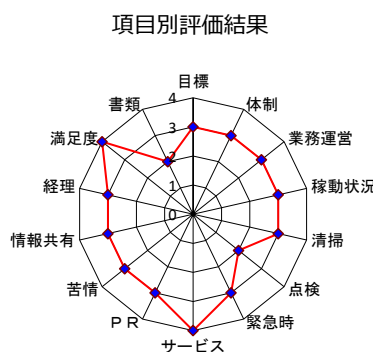 項目別評価結果
目標
体制
業務運営
稼動状況
清掃
点検
緊急時
サービス
ＰＲ
苦情
情報共有
経理
満足度
書類
4
3
2
1
0